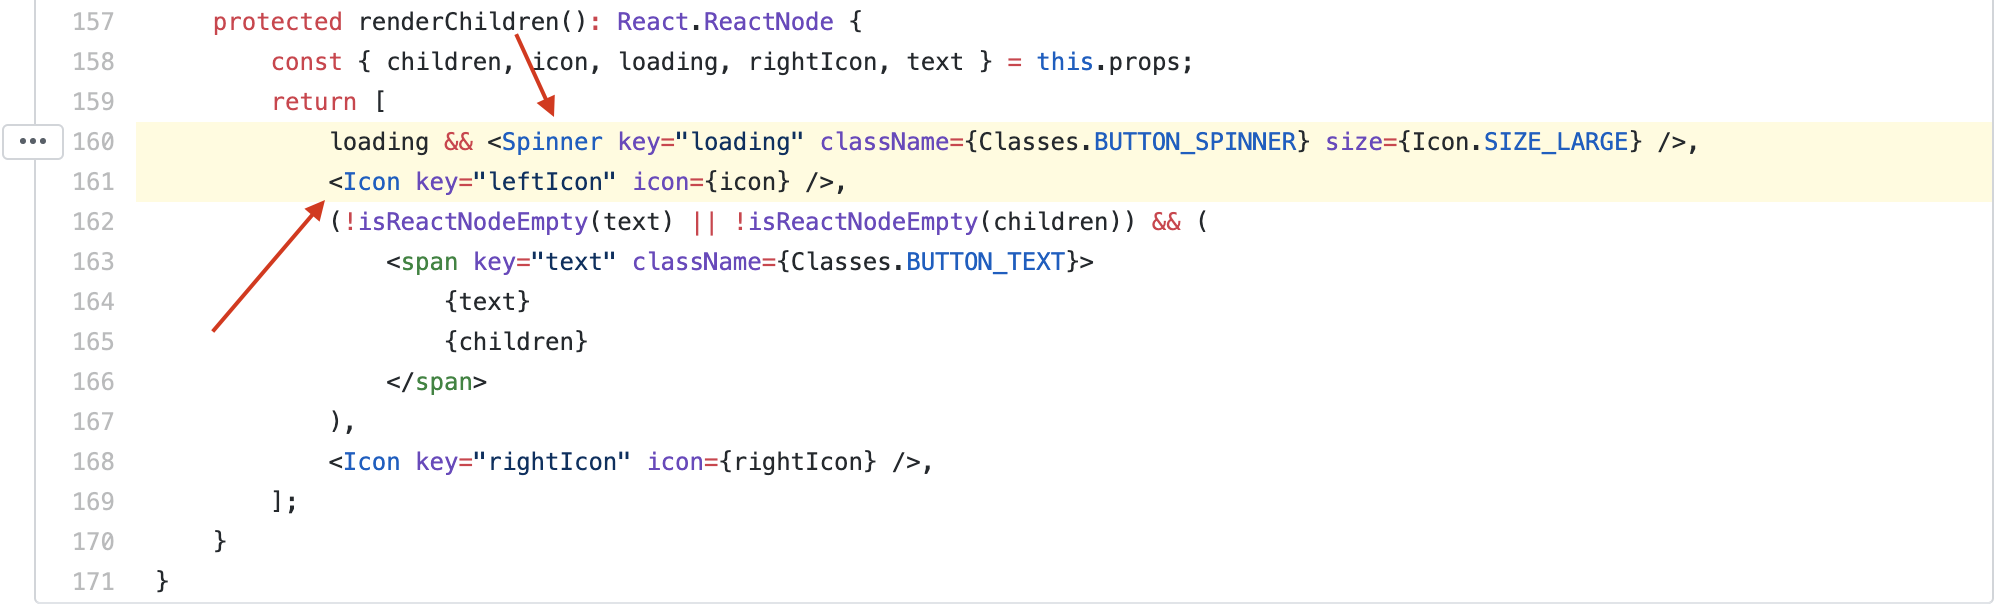 157 protected renderChildren(): React.ReactNode {
158 const { children, icon, loading, rightIcon, text } = this.props;
159 return [
160 loading && <Spinner key="loading" className={Classes.BUTTON_SPINNER} size={Icon.SIZE_LARGE} />,
161 <Icon key="leftIcon" icon={icon} />,
162 (!isReactNodeEmpty(text) || !isReactNodeEmpty(children)) && (
163 <span key="text" className={Classes.BUTTON_TEXT}>
164 {text}
165 {children}
166 </span>
167 ),
168 <Icon key="rightIcon" icon={rightIcon} />,
169 ];
170 }
171 }